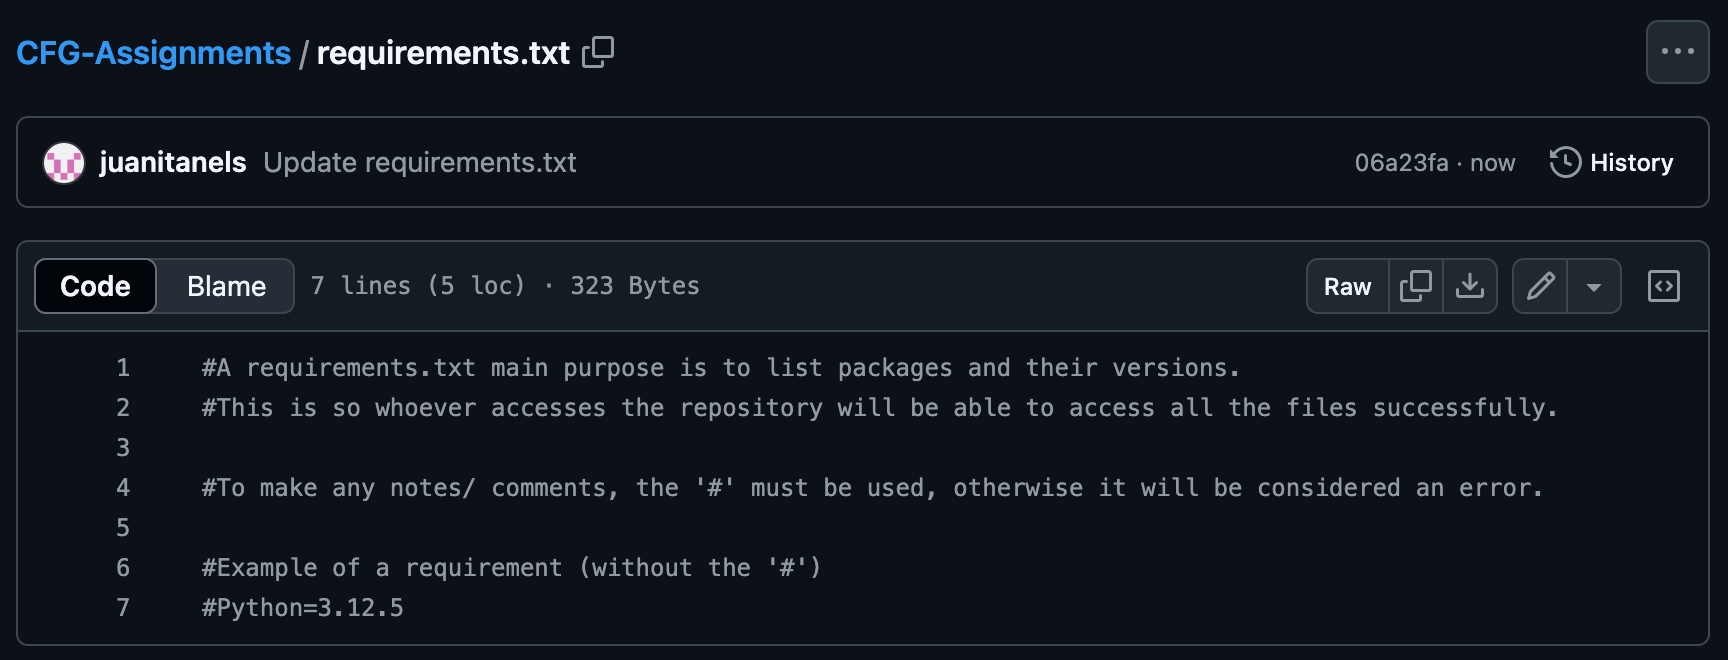 CFG-Assignments / requirements.txt
juanitanels Update requirements.txt 06a23fa · now History
Code Blame 7 lines (5 loc) · 323 Bytes Raw
1 #A requirements.txt main purpose is to list packages and their versions.
2 #This is so whoever accesses the repository will be able to access all the files successfully.
3
4 #To make any notes/ comments, the '#' must be used, otherwise it will be considered an error.
5
6 #Example of a requirement (without the '#')
7 #Python=3.12.5